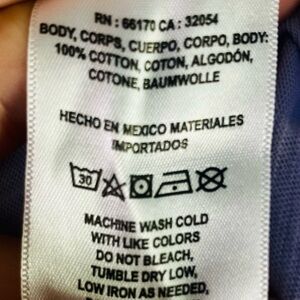 RN : 66170 CA : 32054
BODY, CORPS, CUERPO, CORPO, BODY:
100% COTTON, COTON, ALGODÓN,
COTONE, BAUMWOLLE
HECHO EN MEXICO MATERIALES
IMPORTADOS
30
MACHINE WASH COLD
WITH LIKE COLORS
DO NOT BLEACH,
TUMBLE DRY LOW,
LOW IRON AS NEEDED,